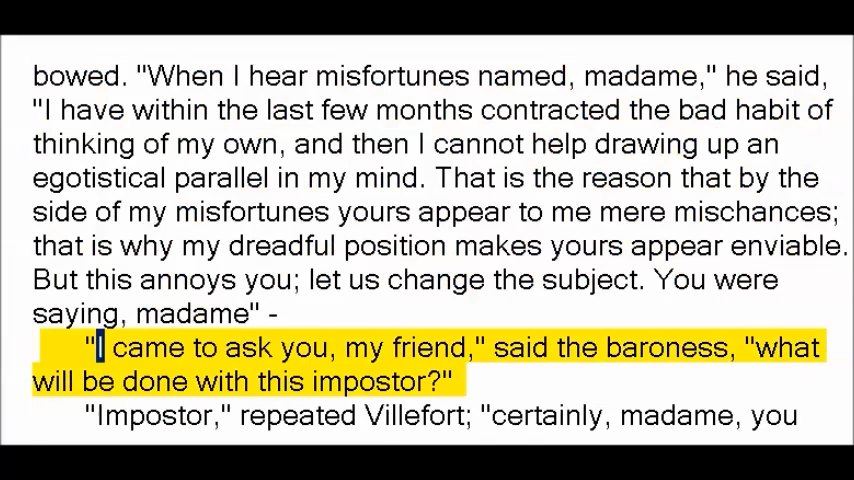 bowed. "When I hear misfortunes named, madame," he said,
"I have within the last few months contracted the bad habit of
thinking of my own, and then I cannot help drawing up an
egotistical parallel in my mind. That is the reason that by the
side of my misfortunes yours appear to me mere mischances;
that is why my dreadful position makes yours appear enviable.
But this annoys you; let us change the subject. You were
saying, madame" -
"I came to ask you, my friend," said the baroness, "what
will be done with this impostor?"
"Impostor," repeated Villefort; "certainly, madame, you